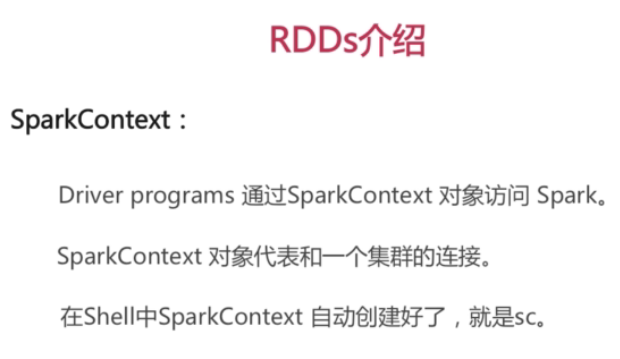 RDDs介绍
SparkContext：
Driver programs 通过SparkContext 对象访问 Spark。
SparkContext 对象代表和一个集群的连接。
在Shell中SparkContext 自动创建好了，就是sc。